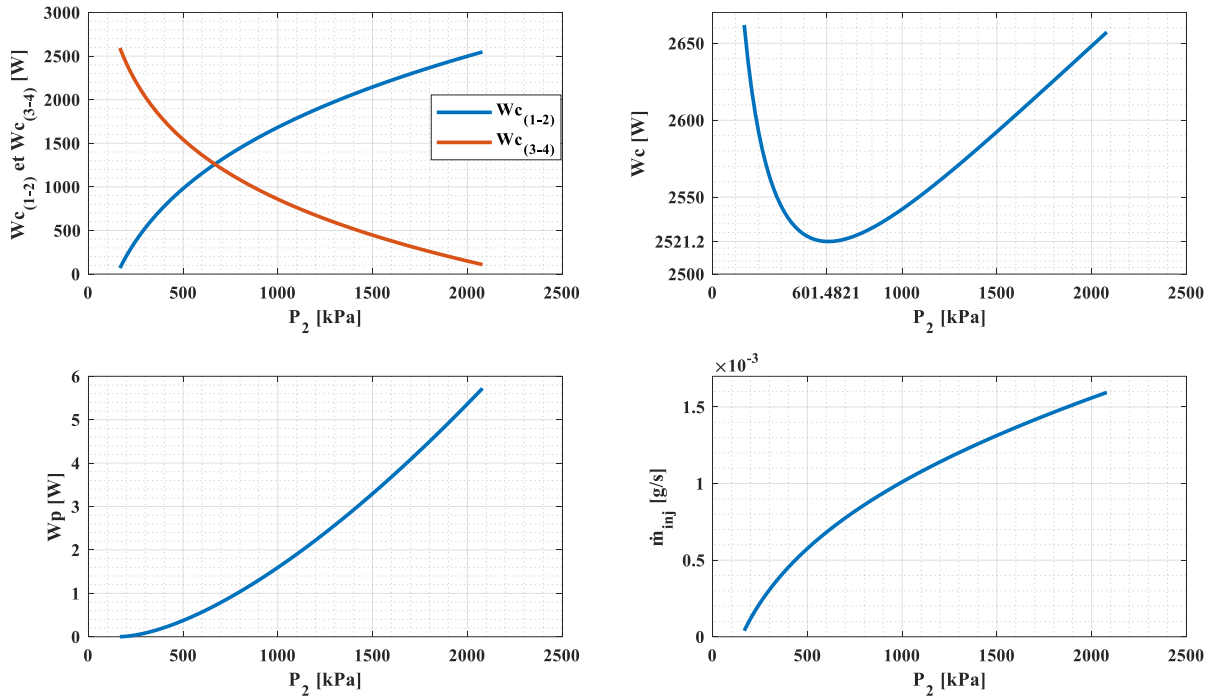 Wc(1-2) et Wc(3-4) [W]
3000
2500
2000
1500
1000
500
0
0 500 1000 1500 2000 2500
P2 [kPa]
Wc(1-2)
Wc(3-4)
Wc [W]
2650
2600
2550
2521.2
2500
0 601.4821 1000 1500 2000 2500
P2 [kPa]
Wp [W]
6
5
4
3
2
1
0
0 500 1000 1500 2000 2500
P2 [kPa]
×10-3
ṁinj [g/s]
1.5
1
0.5
0
0 500 1000 1500 2000 2500
P2 [kPa]